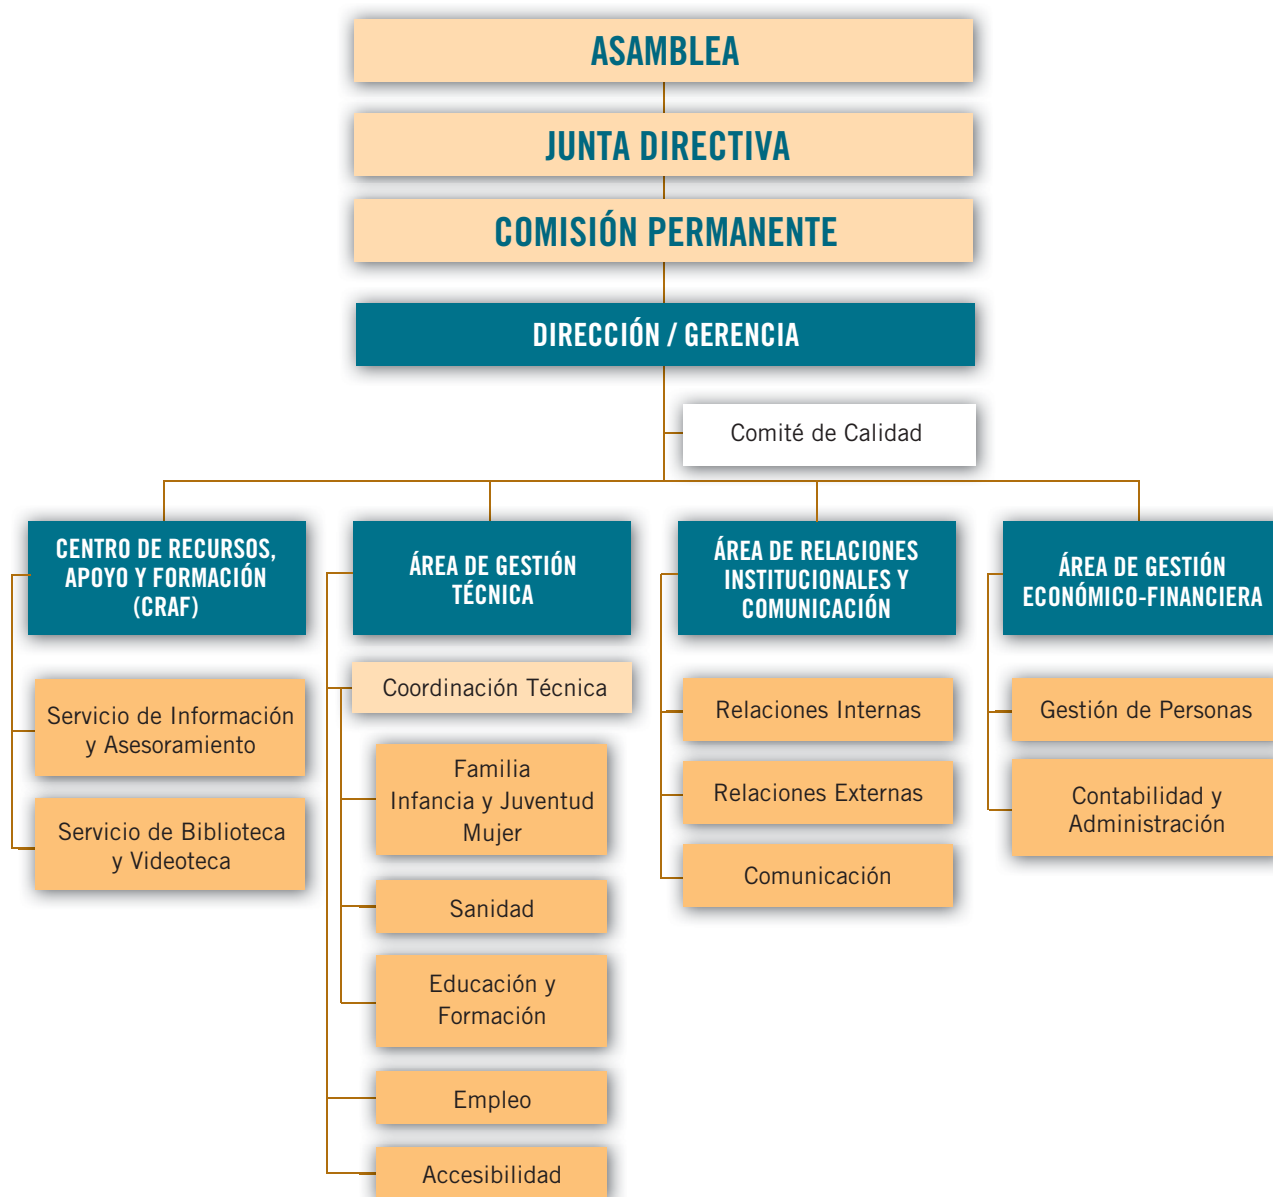 ASAMBLEA
JUNTA DIRECTIVA
COMISIÓN PERMANENTE
DIRECCIÓN / GERENCIA
Comité de Calidad
CENTRO DE RECURSOS,
APOYO Y FORMACIÓN
(CRAF)
Servicio de Información
y Asesoramiento
Servicio de Biblioteca
y Videoteca
ÁREA DE GESTIÓN
TÉCNICA
Coordinación Técnica
Familia
Infancia y Juventud
Mujer
Sanidad
Educación y
Formación
Empleo
Accesibilidad
ÁREA DE RELACIONES
INSTITUCIONALES Y
COMUNICACIÓN
Relaciones Internas
Relaciones Externas
Comunicación
ÁREA DE GESTIÓN
ECONÓMICO-FINANCIERA
Gestión de Personas
Contabilidad y
Administración